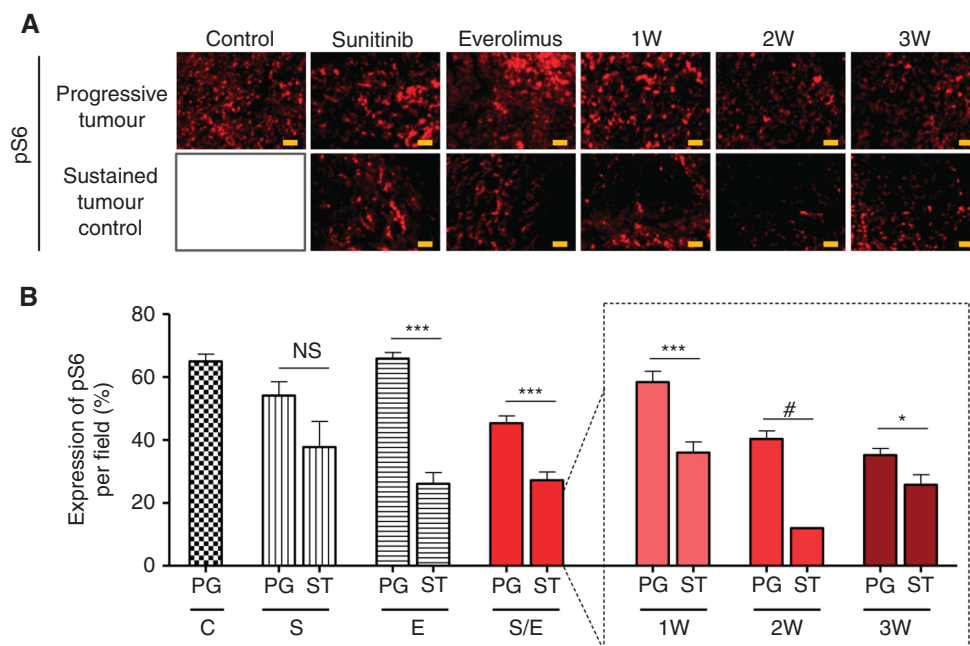 A
Control Sunitinib Everolimus 1W 2W 3W
pS6
Progressive
tumour
Sustained
tumour
control
B
Expression of pS6
per field (%)
80
60
40
20
0
NS *** *** *** # *
PG PG ST PG ST PG ST PG ST PG ST PG ST
C S E S/E 1W 2W 3W